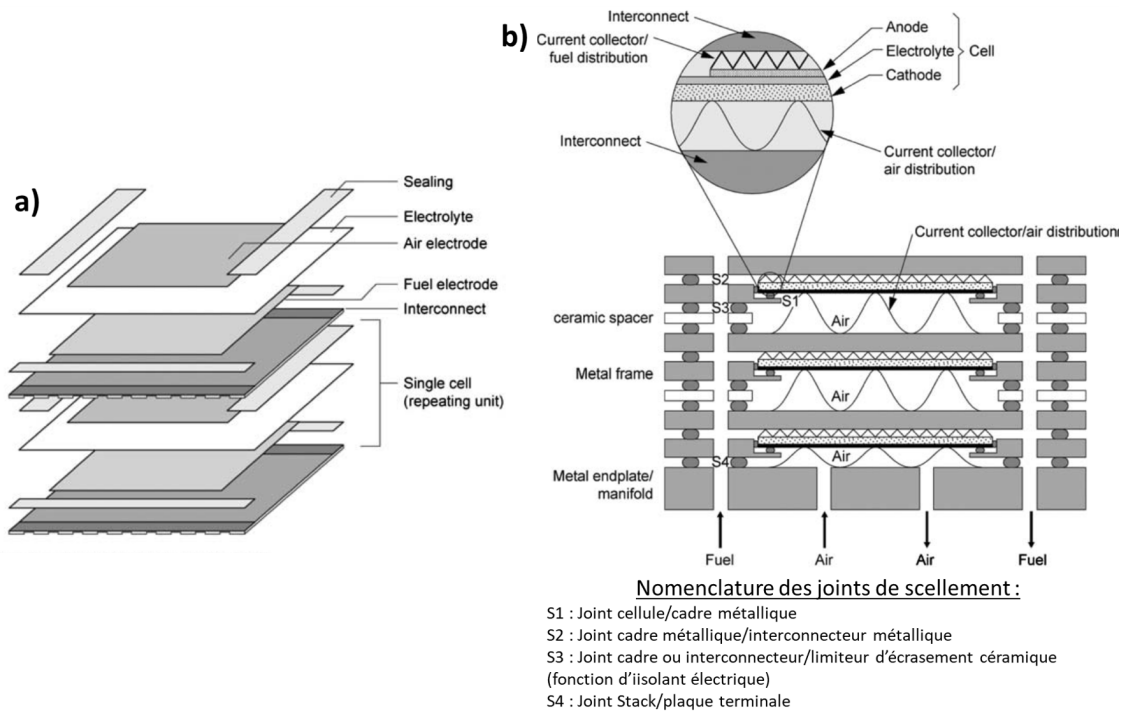 a)
Sealing
Electrolyte
Air electrode
Fuel electrode
Interconnect
Single cell
(repeating unit)
b)
Interconnect
Current collector/
fuel distribution
Anode
Electrolyte
Cathode
Cell
Interconnect
Current collector/
air distribution
Current collector/air distribution
S2
S1
S3
ceramic spacer
Air
Metal frame
Air
Air
S4
Metal endplate/
manifold
Fuel
Air
Air
Fuel
Nomenclature des joints de scellement :
S1 : Joint cellule/cadre métallique
S2 : Joint cadre métallique/interconnecteur métallique
S3 : Joint cadre ou interconnecteur/limiteur d'écrasement céramique
(fonction d'iisolant électrique)
S4 : Joint Stack/plaque terminale